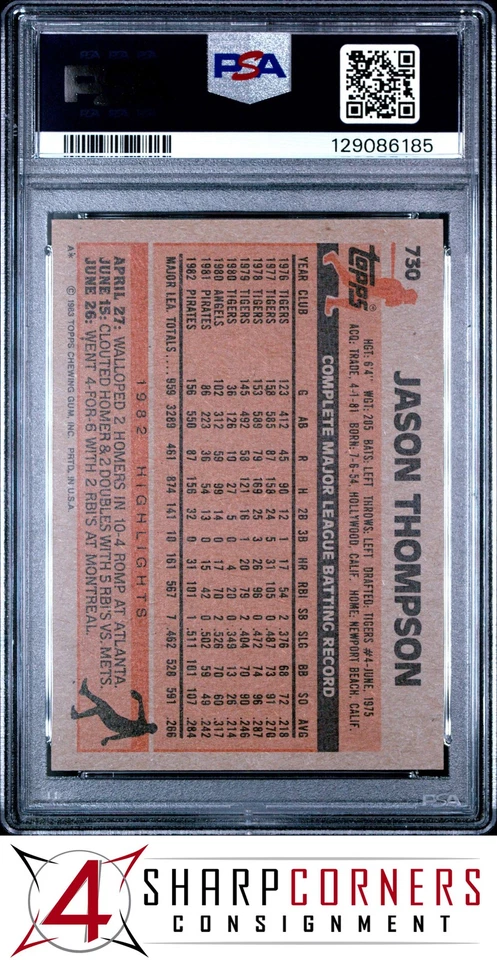 PSA
129086185
730
topps®
JASON THOMPSON
HGT: 6'4" WGT: 205 BATS: LEFT THROWS: LEFT DRAFTED: TIGERS #4-JUNE, 1975
ACQ: TRADE, 4-1-81 BORN: 7-6-54, HOLLYWOOD, CALIF. HOME: NEWPORT BEACH, CALIF.
COMPLETE MAJOR LEAGUE BATTING RECORD
YEAR CLUB G AB R H 2B 3B HR RBI SB SLG BB SO AVG
1976 TIGERS 123 412 45 90 12 1 17 54 2 .376 68 72 .218
1977 TIGERS 158 585 87 158 24 5 31 105 0 .487 73 91 .270
1978 TIGERS 153 589 79 169 25 3 26 96 0 .472 74 96 .287
1979 TIGERS 145 492 58 121 16 1 20 79 2 .404 70 90 .246
1980 TIGERS 36 126 10 27 5 0 4 20 0 .349 13 26 .214
1980 ANGELS 102 312 59 99 14 0 17 70 2 .526 70 60 .317
1981 PIRATES 86 223 36 54 13 0 15 42 0 .502 59 49 .242
1982 PIRATES 156 550 87 156 32 0 31 101 1 .511 101 107 .284
MAJOR LEA. TOTALS..... 959 3289 461 874 141 10 161 567 7 .462 528 591 .266
1982 HIGHLIGHTS
APRIL 27: WALLOPED 2 HOMERS IN 10-4 ROMP AT ATLANTA.
JUNE 15: CLOUTED HOMER & 2 DOUBLES WITH 5 RBI'S VS. METS.
JUNE 26: WENT 4-FOR-6 WITH 2 RBI'S AT MONTREAL.
A* © 1983 TOPPS CHEWING GUM, INC. PRTD. IN U.S.A.
PSA
4 SHARPCORNERS
CONSIGNMENT